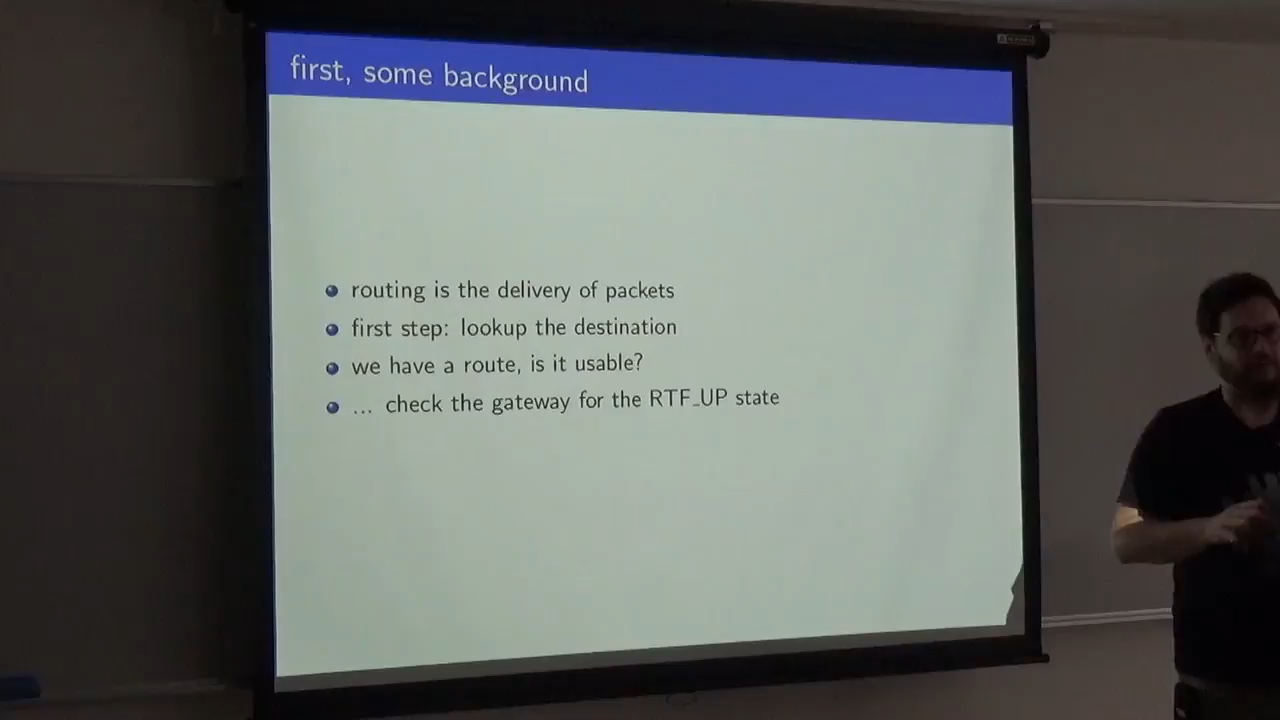 first, some background
routing is the delivery of packets
first step: lookup the destination
we have a route, is it usable?
... check the gateway for the RTF_UP state